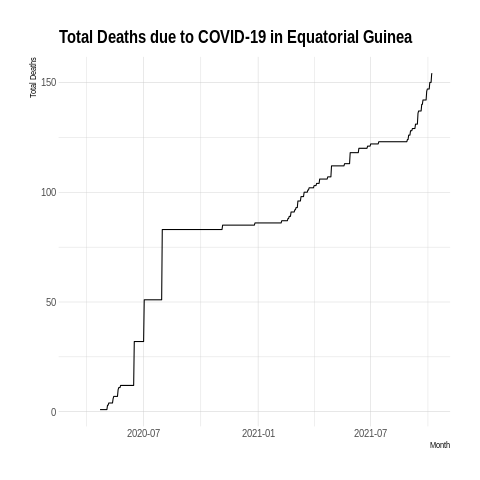 Total Deaths due to COVID-19 in Equatorial Guinea
Total Deaths
150
100
50
0
2020-07
2021-01
2021-07
Month